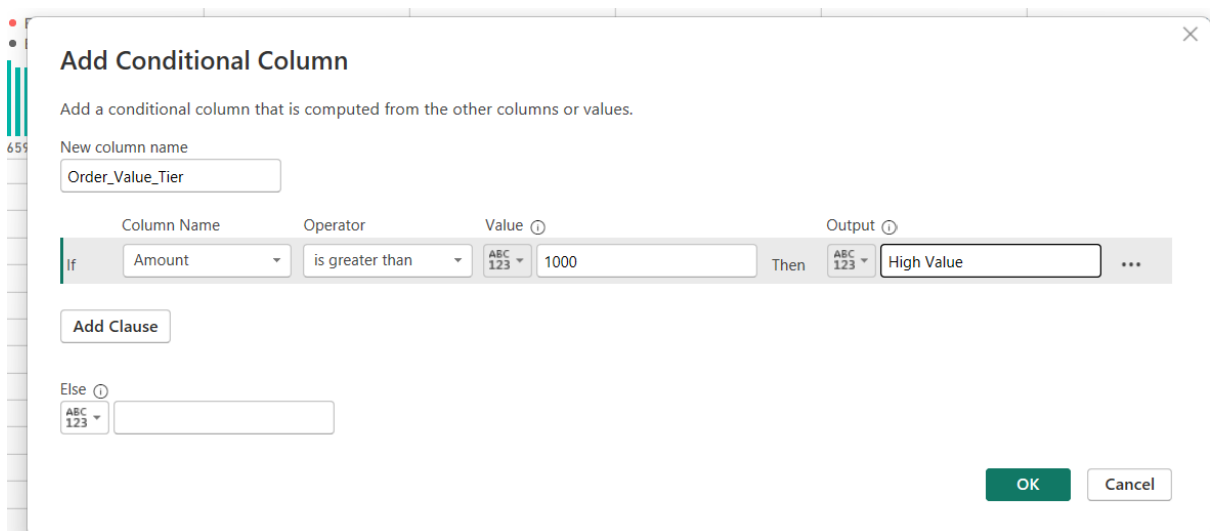 Add Conditional Column
Add a conditional column that is computed from the other columns or values.
New column name
Order_Value_Tier
Column Name Operator Value Output
If Amount is greater than ABC 123 1000 Then ABC 123 High Value ...
Add Clause
Else
ABC 123
OK Cancel
659